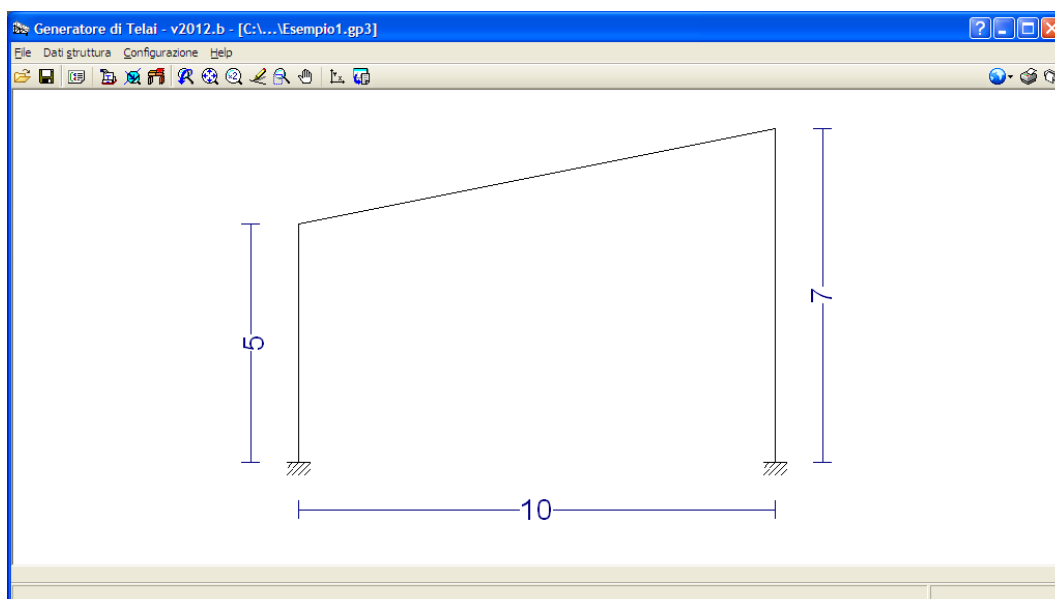 Generatore di Telai - v2012.b - [C:\...\Esempio1.gp3]
File Dati struttura Configurazione Help
5
7
10